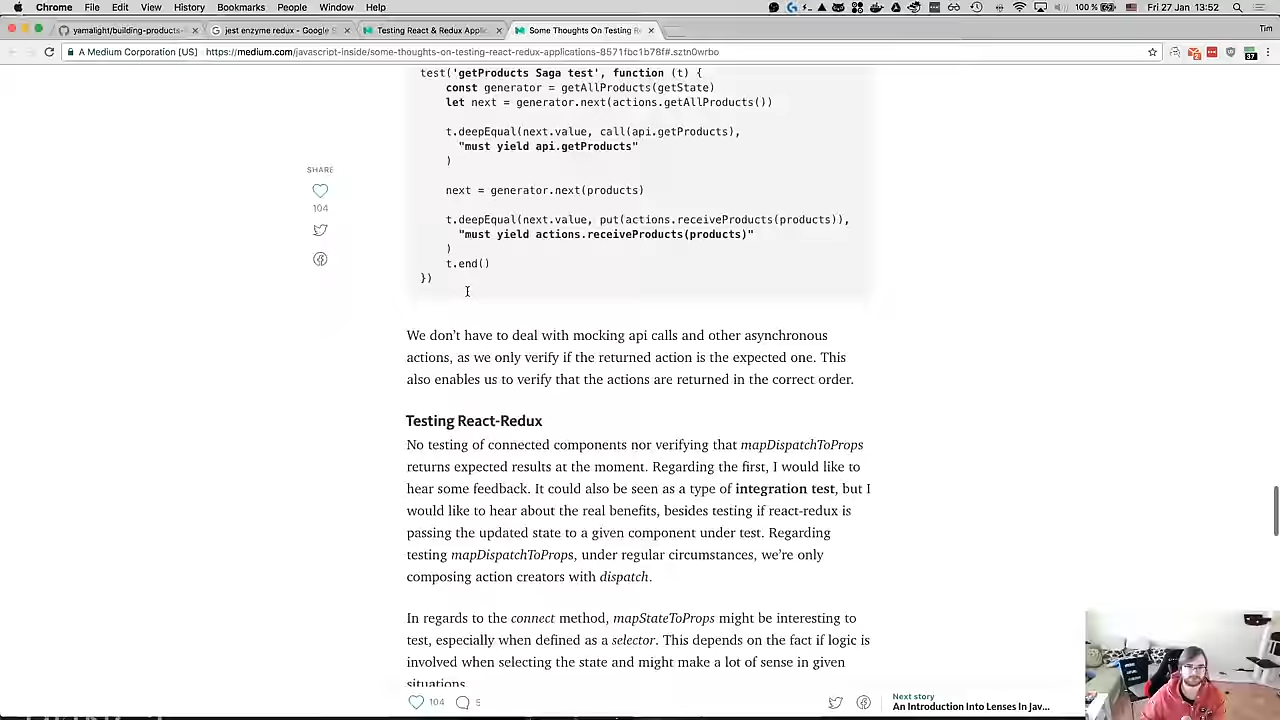 Chrome File Edit View History Bookmarks People Window Help
100 % Fri 27 Jan 13:52
yamalight/building-products-
jest enzyme redux - Google S
Testing React & Redux Applic
Some Thoughts On Testing Re
Tim
A Medium Corporation [US] https://medium.com/javascript-inside/some-thoughts-on-testing-react-redux-applications-8571fbc1b78f#.sztn0wrbo
37
test('getProducts Saga test', function (t) {
const generator = getAllProducts(getState)
let next = generator.next(actions.getAllProducts())
t.deepEqual(next.value, call(api.getProducts),
"must yield api.getProducts"
)
next = generator.next(products)
t.deepEqual(next.value, put(actions.receiveProducts(products)),
"must yield actions.receiveProducts(products)"
)
t.end()
})
SHARE
104
We don’t have to deal with mocking api calls and other asynchronous
actions, as we only verify if the returned action is the expected one. This
also enables us to verify that the actions are returned in the correct order.
Testing React-Redux
No testing of connected components nor verifying that mapDispatchToProps
returns expected results at the moment. Regarding the first, I would like to
hear some feedback. It could also be seen as a type of integration test, but I
would like to hear about the real benefits, besides testing if react-redux is
passing the updated state to a given component under test. Regarding
testing mapDispatchToProps, under regular circumstances, we’re only
composing action creators with dispatch.
In regards to the connect method, mapStateToProps might be interesting to
test, especially when defined as a selector. This depends on the fact if logic is
involved when selecting the state and might make a lot of sense in given
situations.
104 5
Next story
An Introduction Into Lenses In Jav...